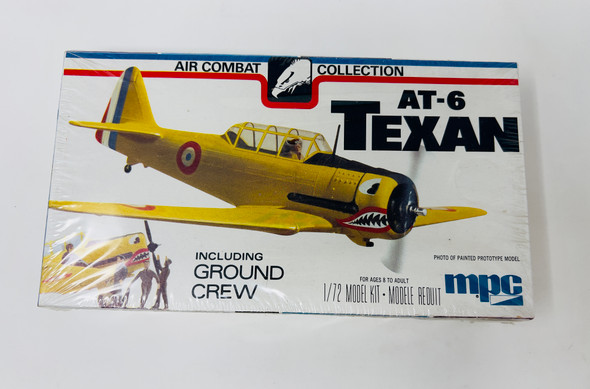 AIR COMBAT COLLECTION
AT-6
TEXAN
INCLUDING
GROUND
CREW
PHOTO OF PAINTED PROTOTYPE MODEL
FOR AGES 8 TO ADULT
1/72 MODEL KIT • MODELE REDUIT
mpc